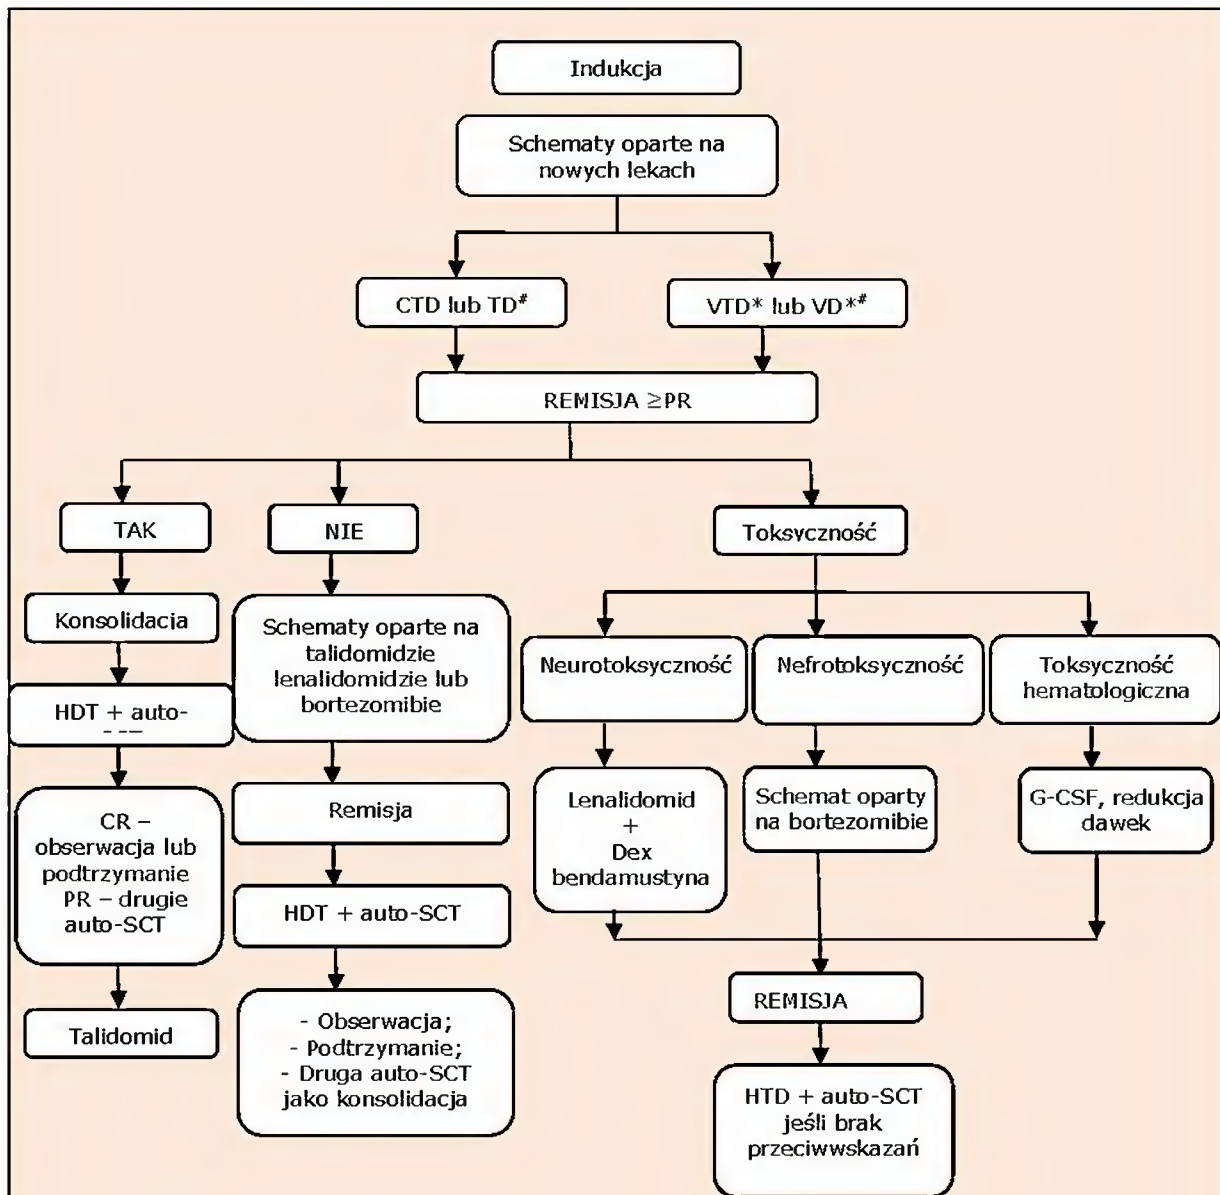 Indukcja
Schematy oparte na
nowych lekach
CTD lub TD#
VTD* lub VD*#
REMISJA ≥PR
TAK
NIE
Toksyczność
Konsolidacja
Schematy oparte na
talidomidzie
lenalidomidzie lub
bortezomibie
Neurotoksyczność
Nefrotoksyczność
Toksyczność
hematologiczna
HDT + auto-
Remisja
Lenalidomid
+
Dex
bendamustyna
Schemat oparty
na bortezomibie
G-CSF, redukcja
dawek
CR –
obserwacja lub
podtrzymanie
PR – drugie
auto-SCT
HDT + auto-SCT
REMISJA
Talidomid
- Obserwacja;
- Podtrzymanie;
- Druga auto-SCT
jako konsolidacja
HTD + auto-SCT
jeśli brak
przeciwwskazań